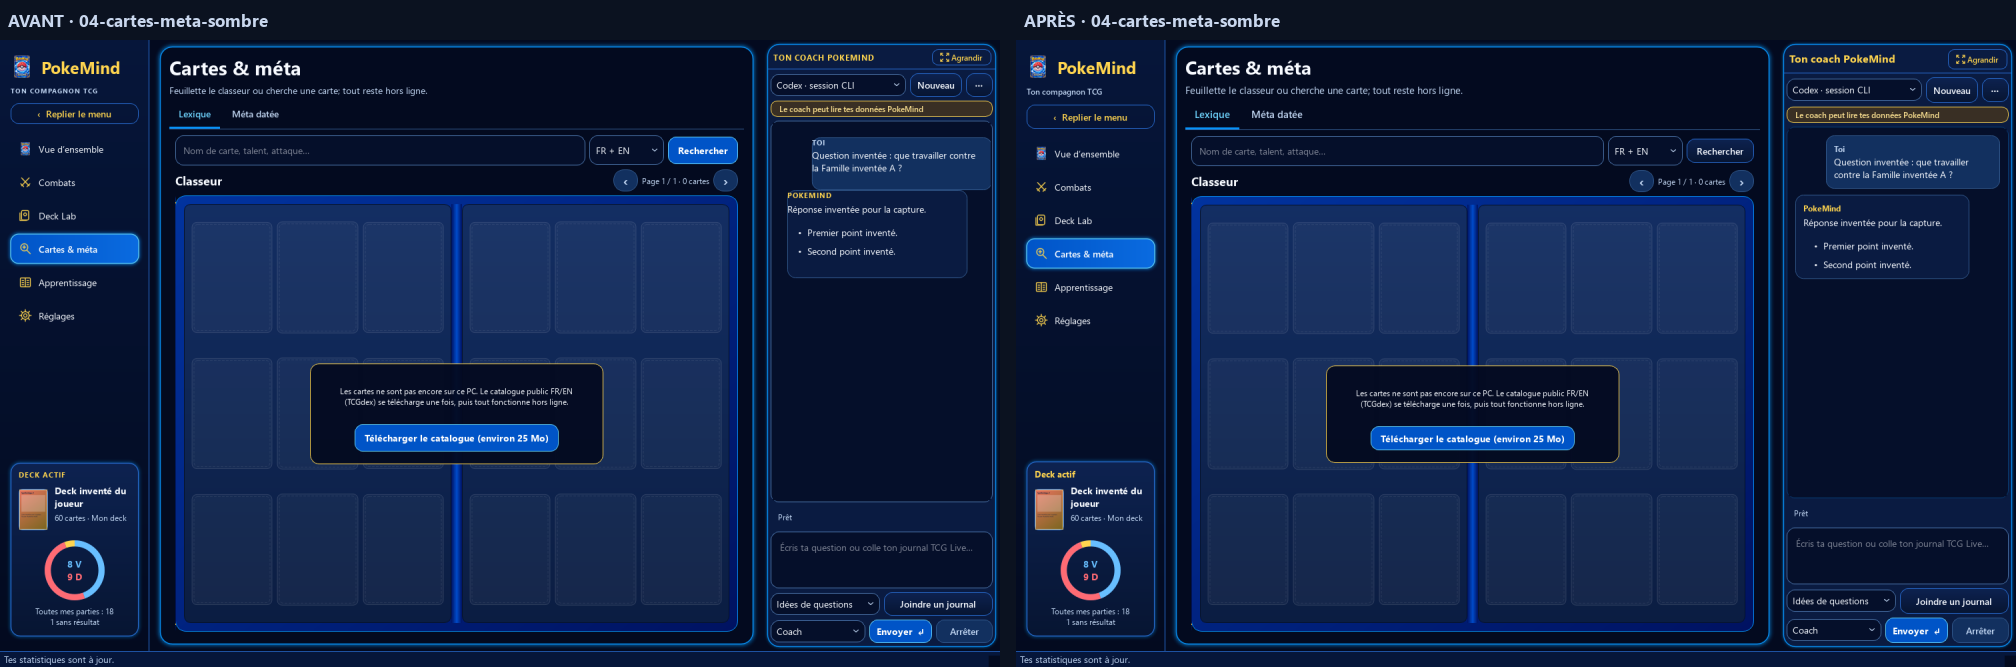 AVANT · 04-cartes-meta-sombre
PokeMind
TON COMPAGNON TCG
‹ Replier le menu
Vue d'ensemble
Combats
Deck Lab
Cartes & méta
Apprentissage
Réglages
DECK ACTIF
Deck inventé du
joueur
60 cartes · Mon deck
8 V
9 D
Toutes mes parties : 18
1 sans résultat
Cartes & méta
Feuillette le classeur ou cherche une carte; tout reste hors ligne.
Lexique
Méta datée
Nom de carte, talent, attaque...
FR + EN
Rechercher
Classeur
‹ Page 1 / 1 · 0 cartes ›
Les cartes ne sont pas encore sur ce PC. Le catalogue public FR/EN
(TCGdex) se télécharge une fois, puis tout fonctionne hors ligne.
Télécharger le catalogue (environ 25 Mo)
TON COACH POKEMIND
Agrandir
Codex · session CLI
Nouveau
...
Le coach peut lire tes données PokeMind
TOI
Question inventée : que travailler contre
la Famille inventée A ?
POKEMIND
Réponse inventée pour la capture.
• Premier point inventé.
• Second point inventé.
Prêt
Écris ta question ou colle ton journal TCG Live...
Idées de questions
Joindre un journal
Coach
Envoyer ↲
Arrêter
Tes statistiques sont à jour.
APRÈS · 04-cartes-meta-sombre
PokeMind
Ton compagnon TCG
‹ Replier le menu
Vue d'ensemble
Combats
Deck Lab
Cartes & méta
Apprentissage
Réglages
Deck actif
Deck inventé du
joueur
60 cartes · Mon deck
8 V
9 D
Toutes mes parties : 18
1 sans résultat
Cartes & méta
Feuillette le classeur ou cherche une carte; tout reste hors ligne.
Lexique
Méta datée
Nom de carte, talent, attaque...
FR + EN
Rechercher
Classeur
‹ Page 1 / 1 · 0 cartes ›
Les cartes ne sont pas encore sur ce PC. Le catalogue public FR/EN
(TCGdex) se télécharge une fois, puis tout fonctionne hors ligne.
Télécharger le catalogue (environ 25 Mo)
Ton coach PokeMind
Agrandir
Codex · session CLI
Nouveau
...
Le coach peut lire tes données PokeMind
Toi
Question inventée : que travailler
contre la Famille inventée A ?
PokeMind
Réponse inventée pour la capture.
• Premier point inventé.
• Second point inventé.
Prêt
Écris ta question ou colle ton journal TCG Live...
Idées de questions
Joindre un journal
Coach
Envoyer ↲
Arrêter
Tes statistiques sont à jour.